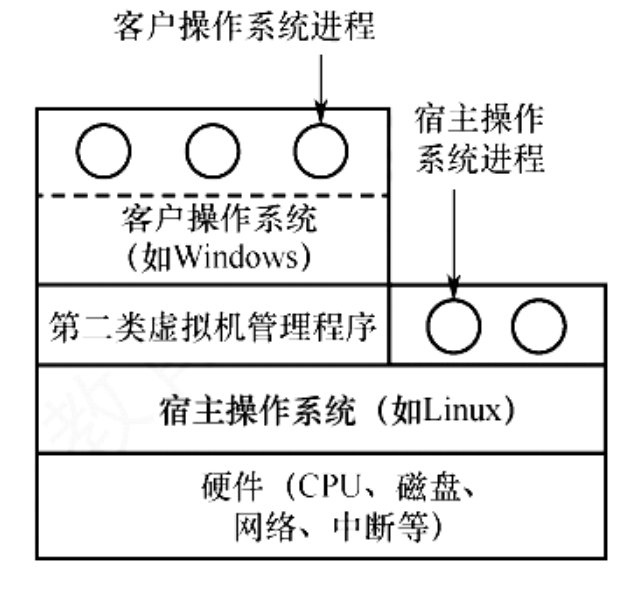 客户操作系统进程
宿主操作
系统进程
客户操作系统
（如Windows）
第二类虚拟机管理程序
宿主操作系统（如Linux）
硬件（CPU、磁盘、
网络、中断等）